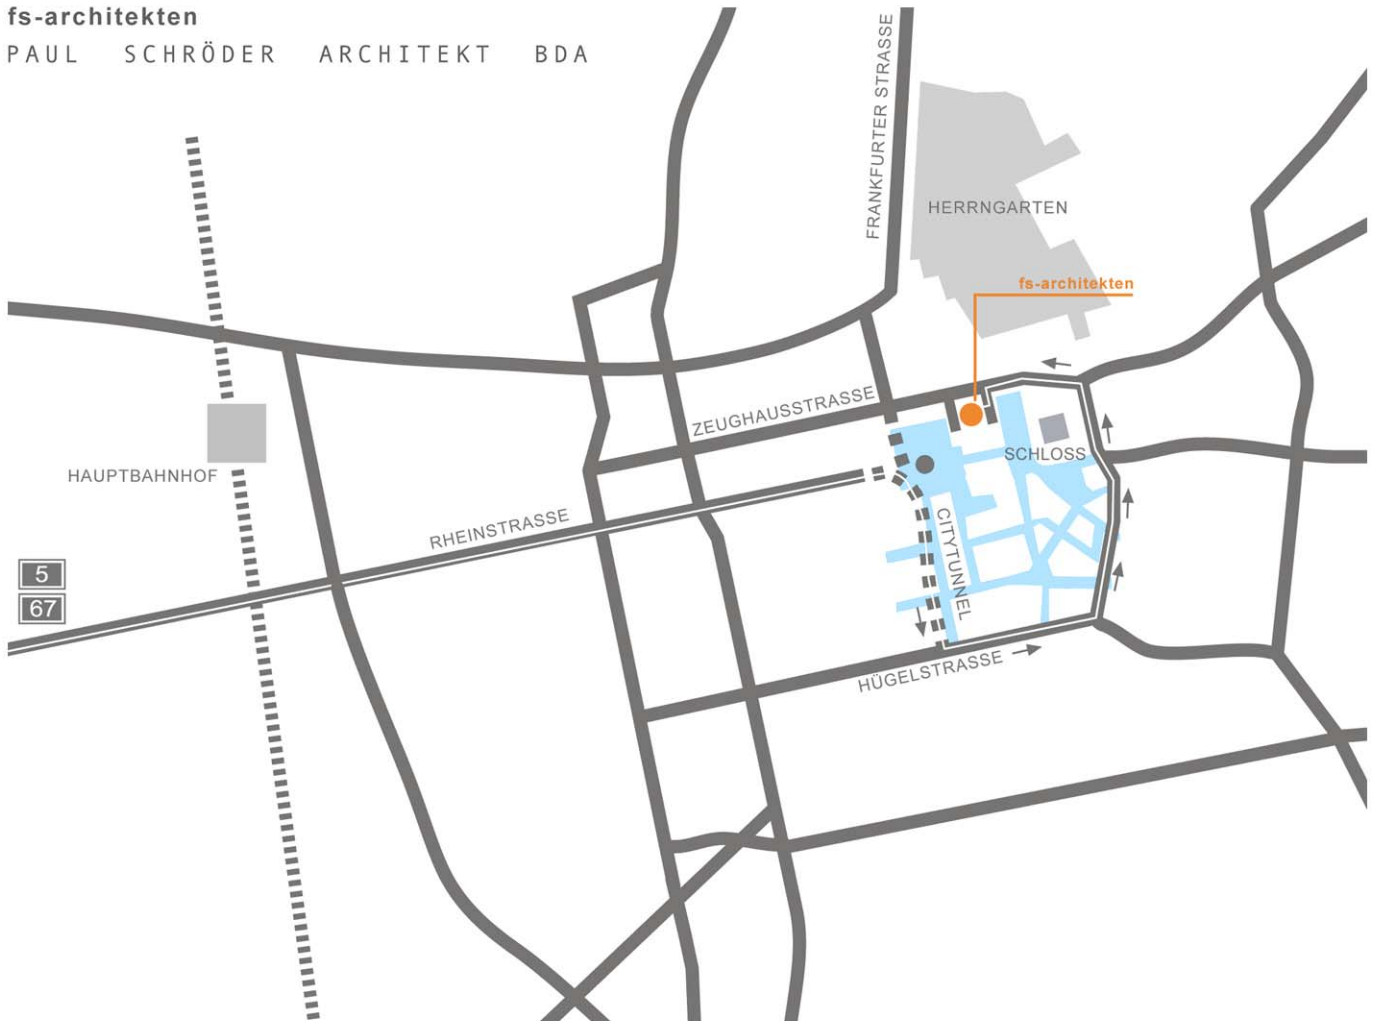 fs-architekten
PAUL SCHRÖDER ARCHITEKT BDA
FRANKFURTER STRASSE
HERRNGARTEN
fs-architekten
ZEUGHAUSSTRASSE
SCHLOSS
HAUPTBAHNHOF
RHEINSTRASSE
CITYTUNNEL
5
67
HÜGELSTRASSE